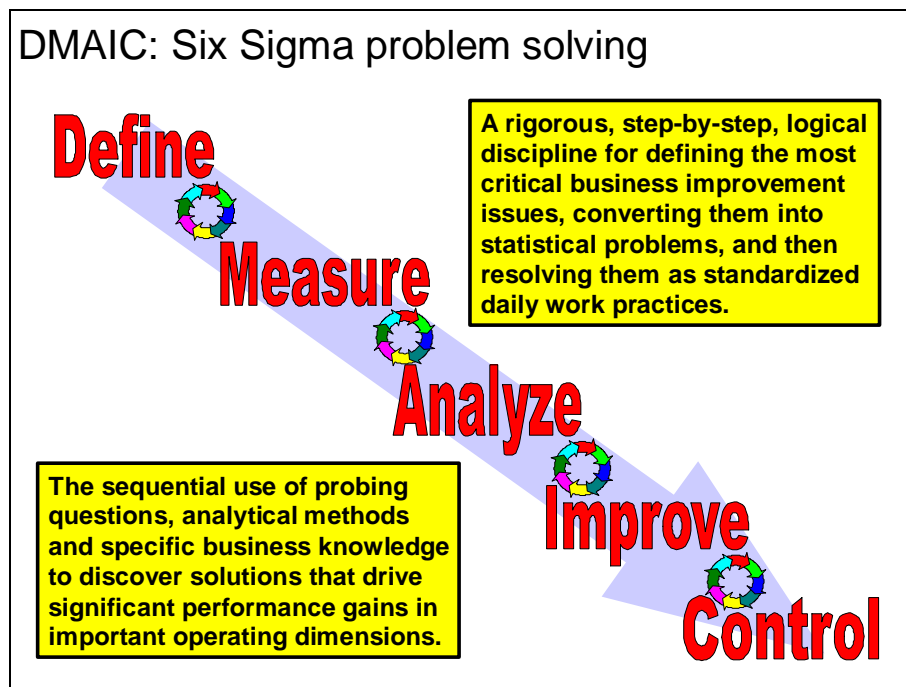 DMAIC: Six Sigma problem solving
Define
A rigorous, step-by-step, logical
discipline for defining the most
critical business improvement
issues, converting them into
statistical problems, and then
resolving them as standardized
daily work practices.
Measure
Analyze
The sequential use of probing
questions, analytical methods
and specific business knowledge
to discover solutions that drive
significant performance gains in
important operating dimensions.
Improve
Control